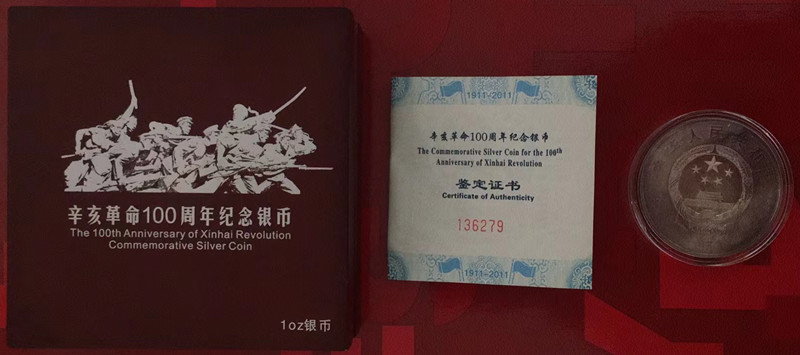 辛亥革命100周年纪念银币
The 100th Anniversary of Xinhai Revolution
Commemorative Silver Coin
1oz银币
1911-2011
辛亥革命100周年纪念银币
The Commemorative Silver Coin for the 100th
Anniversary of Xinhai Revolution
鉴定证书
Certificate of Authenticity
136279
1911-2011